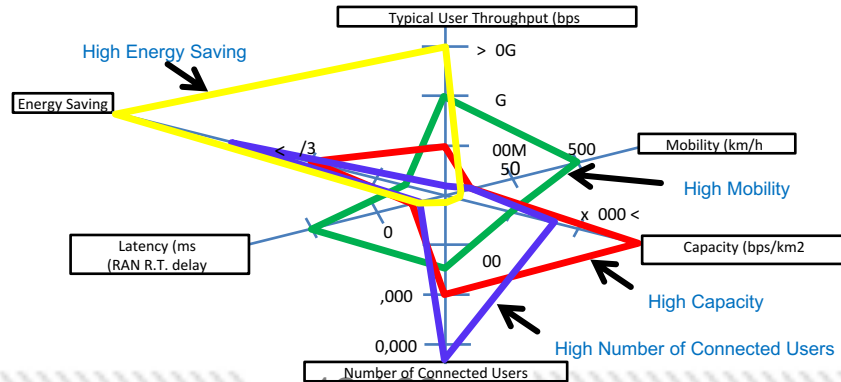 Typical User Throughput (bps
High Energy Saving
> 0G
Energy Saving
G
00M
500
Mobility (km/h
< /3
50
High Mobility
x 000 <
0
Latency (ms
(RAN R.T. delay
Capacity (bps/km2
00
,000
High Capacity
0,000
High Number of Connected Users
Number of Connected Users